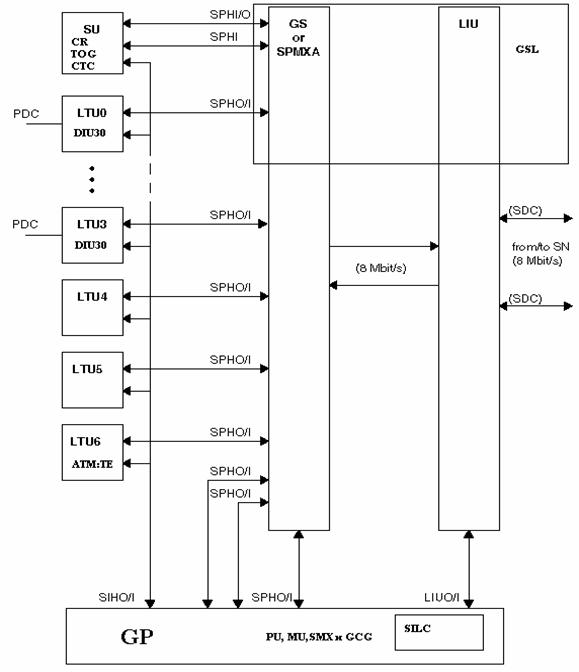 SPHI/O
SU
CR
TOG
CTC
SPHI
GS
or
SPMXA
LIU
GSL
PDC
LTU0
DIU30
SPHO/I
PDC
LTU3
DIU30
SPHO/I
(SDC)
from/to SN
(8 Mbit/s)
(8 Mbit/s)
LTU4
SPHO/I
(SDC)
LTU5
SPHO/I
LTU6
ATM:TE
SPHO/I
SPHO/I
SPHO/I
SIHO/I
SPHO/I
LIUO/I
GP
PU, MU,SMX и GCG
SILC